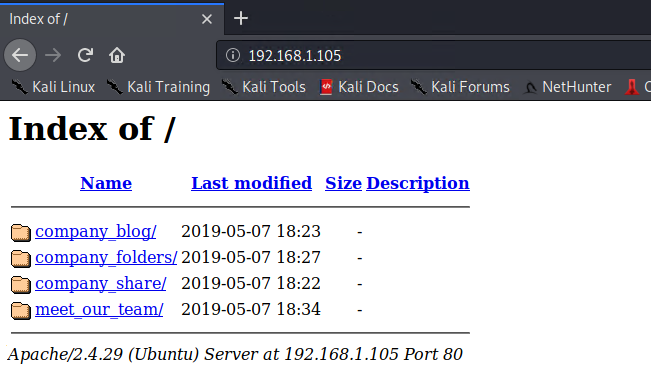 Index of /
192.168.1.105
Kali Linux Kali Training Kali Tools Kali Docs Kali Forums NetHunter
Index of /
Name Last modified Size Description
company_blog/ 2019-05-07 18:23 -
company_folders/ 2019-05-07 18:27 -
company_share/ 2019-05-07 18:22 -
meet_our_team/ 2019-05-07 18:34 -
Apache/2.4.29 (Ubuntu) Server at 192.168.1.105 Port 80